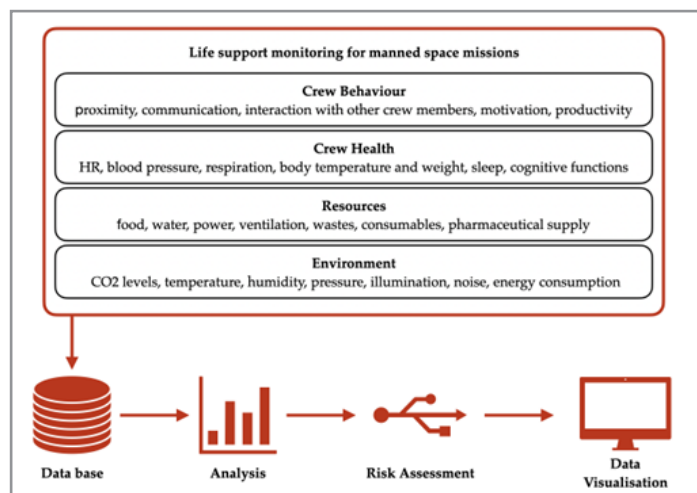 Life support monitoring for manned space missions
Crew Behaviour
proximity, communication, interaction with other crew members, motivation, productivity
Crew Health
HR, blood pressure, respiration, body temperature and weight, sleep, cognitive functions
Resources
food, water, power, ventilation, wastes, consumables, pharmaceutical supply
Environment
CO2 levels, temperature, humidity, pressure, illumination, noise, energy consumption
Data base
Analysis
Risk Assessment
Data
Visualisation